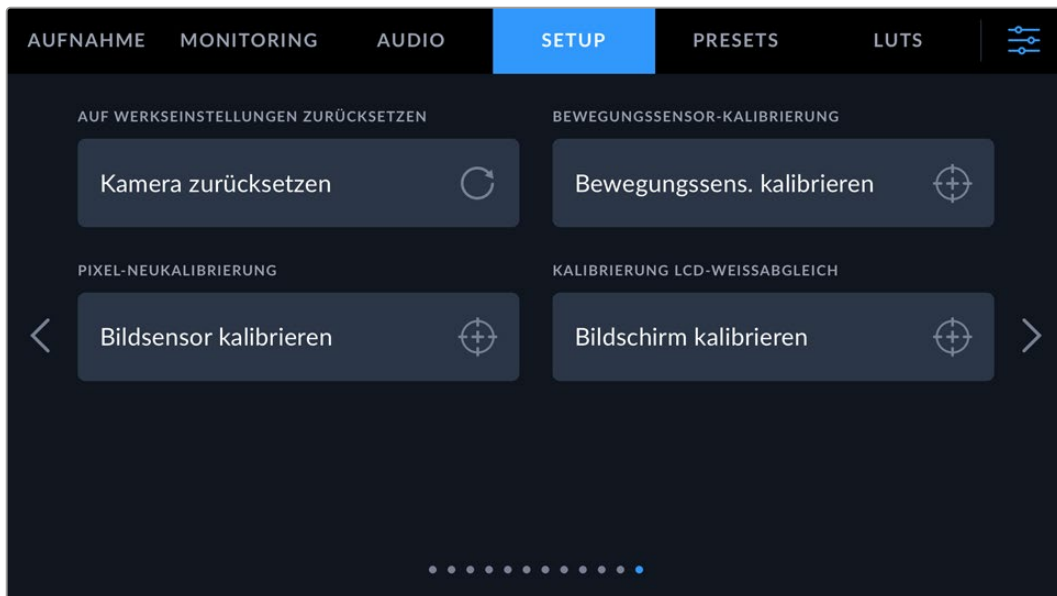 AUFNAHME MONITORING AUDIO SETUP PRESETS LUTS
AUF WERKSEINSTELLUNGEN ZURÜCKSETZEN BEWEGUNGSSENSOR-KALIBRIERUNG
Kamera zurücksetzen Bewegungssens. kalibrieren
PIXEL-NEUKALIBRIERUNG KALIBRIERUNG LCD-WEISSABGLEICH
Bildsensor kalibrieren Bildschirm kalibrieren